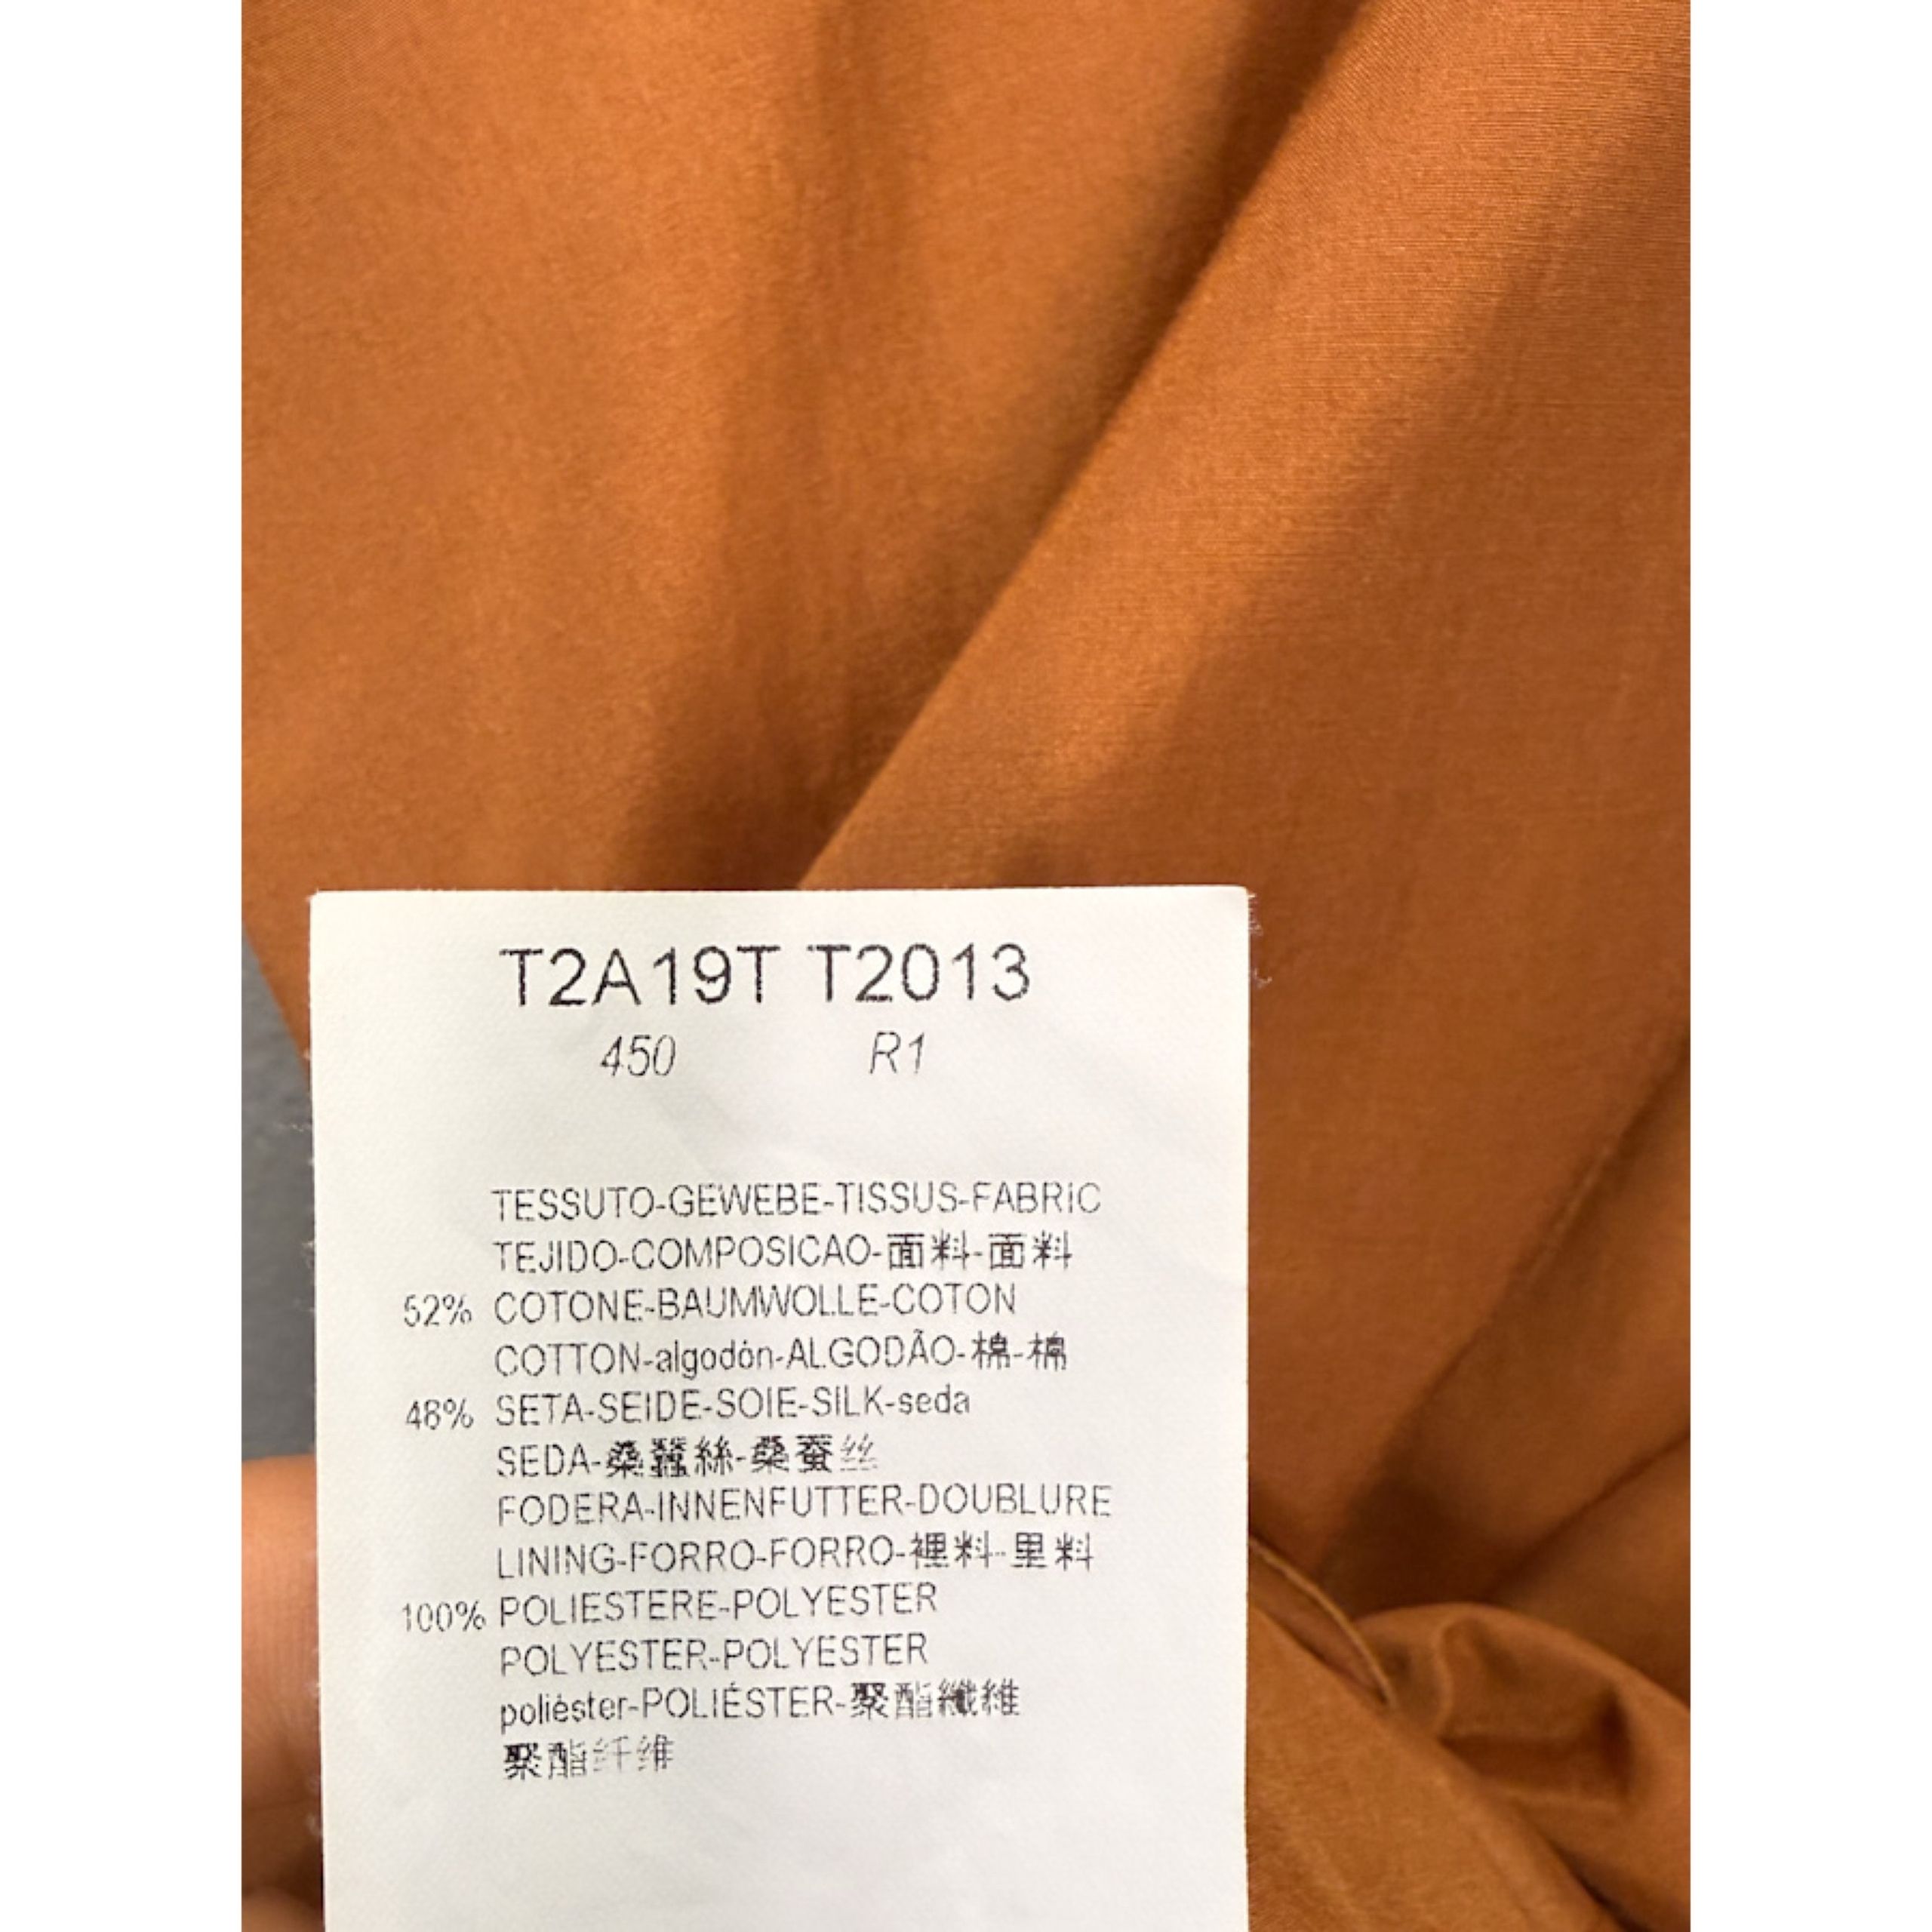 T2A19T T2013
450 R1
TESSUTO-GEWEBE-TISSUS-FABRIC
TEJIDO-COMPOSICAO-面料-面料
52% COTONE-BAUMWOLLE-COTON
COTTON-algodón-ALGODÃO-棉-棉
48% SETA-SEIDE-SOIE-SILK-seda
SEDA-桑蠶絲-桑蚕丝
FODERA-INNENFUTTER-DOUBLURE
LINING-FORRO-FORRO-裡料-里料
100% POLIESTERE-POLYESTER
POLYESTER-POLYESTER
poliéster-POLIÉSTER-聚酯纖維
聚酯纤维